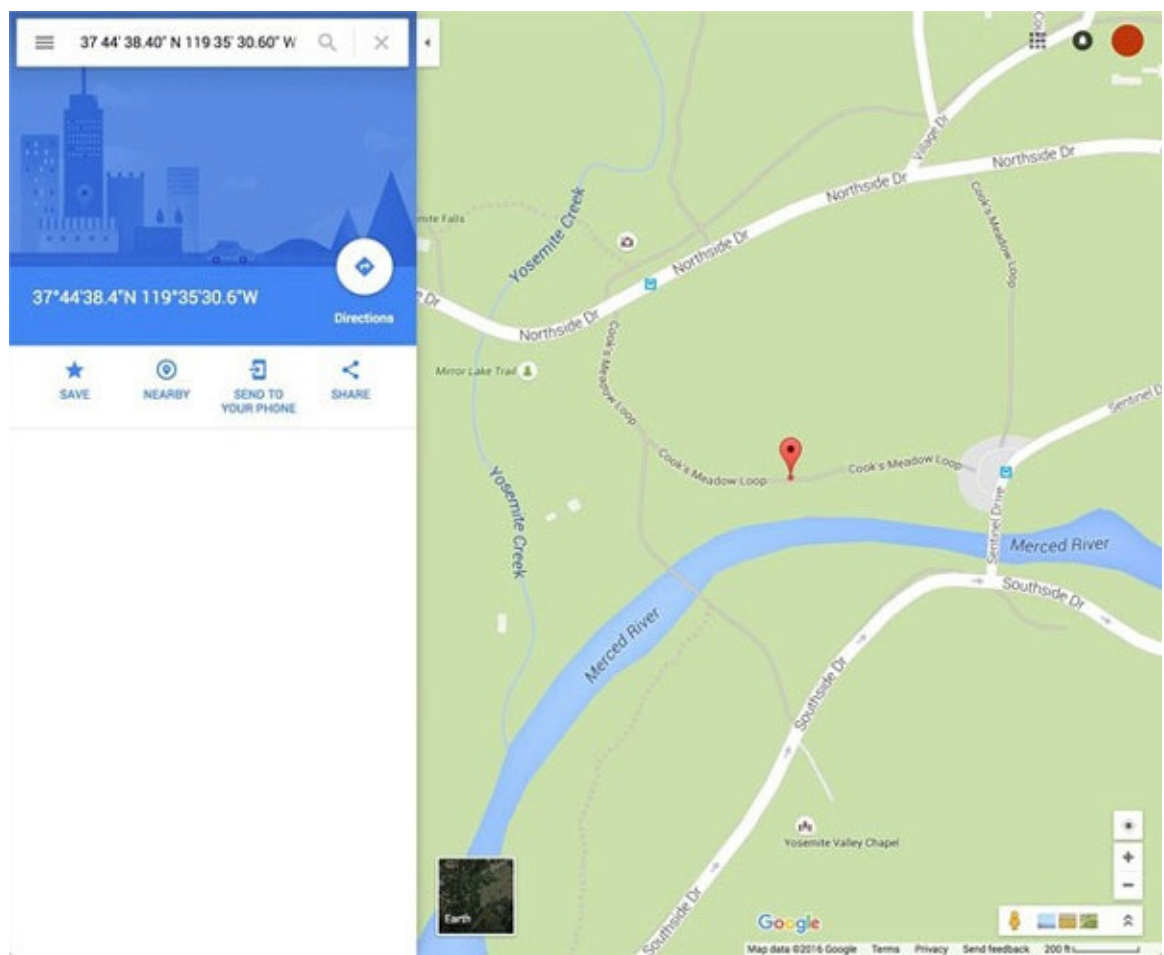 37 44' 38.40" N 119 35' 30.60" W
37°44'38.4"N 119°35'30.6"W
Directions
SAVE
NEARBY
SEND TO
YOUR PHONE
SHARE
Village Dr
Northside Dr
Northside Dr
Cook's Meadow Loop
mite Falls
Yosemite Creek
Northside Dr
e Dr
Northside Dr
Mirror Lake Trail
Cook's Meadow Loop
Sentinel D
Cook's Meadow Loop
Cook's Meadow Loop
Yosemite Creek
Sentinel Drive
Merced River
Southside Dr
Merced River
Southside Dr
Yosemite Valley Chapel
Southside Dr
Earth
Google
Map data ©2016 Google Terms Privacy Send feedback 200 ft